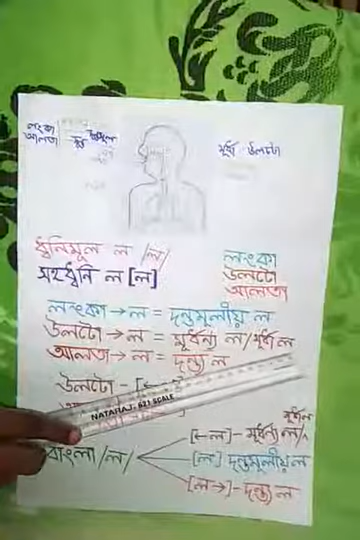 লংকা
আলতা
মূর্ধা উলটো
ধ্বনিমূল ল /ল/
সহধ্বনি ল [ল]
লংকা
উলটো
আলতা
লংকা → ল = দন্তমূলীয় ল
উলটো → ল = মূর্ধন্য ল/মূর্ধা ল
আলতা → ল = দন্ত্য ল
উলটো - [
NATARAJ 621 SCALE
বাংলা /ল/
[←ল] - মূর্ধন্য ল/
[ল] দন্তমূলীয় ল
[ল→] - দন্ত্য ল